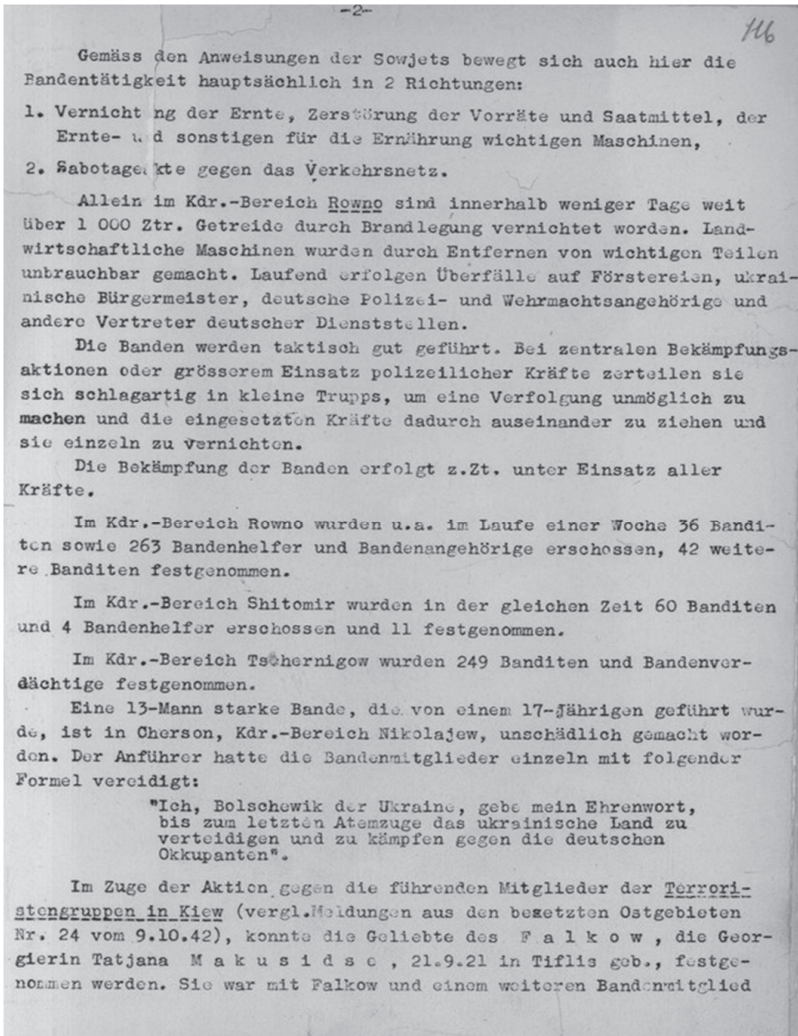 -2-
116
Gemäss den Anweisungen der Sowjets bewegt sich auch hier die
Bandentätigkeit hauptsächlich in 2 Richtungen:
1. Vernicht ng der Ernte, Zerstörung der Vorräte und Saatmittel, der
Ernte- u d sonstigen für die Ernährung wichtigen Maschinen,
2. Sabotage kte gegen das Verkehrsnetz.
Allein im Kdr.-Bereich Rowno sind innerhalb weniger Tage weit
über 1 000 Ztr. Getreide durch Brandlegung vernichtet worden. Land-
wirtschaftliche Maschinen wurden durch Entfernen von wichtigen Teilen
unbrauchbar gemacht. Laufend erfolgen Überfälle auf Förstereien, ukrai-
nische Bürgermeister, deutsche Polizei- und Wehrmachtsangehörige und
andere Vertreter deutscher Dienststellen.
Die Banden werden taktisch gut geführt. Bei zentralen Bekämpfungs-
aktionen oder grösserem Einsatz polizeilicher Kräfte zerteilen sie
sich schlagartig in kleine Trupps, um eine Verfolgung unmöglich zu
machen und die eingesetzten Kräfte dadurch auseinander zu ziehen und
sie einzeln zu vernichten.
Die Bekämpfung der Banden erfolgt z.Zt. unter Einsatz aller
Kräfte.
Im Kdr.-Bereich Rowno wurden u.a. im Laufe einer Woche 36 Bandi-
ten sowie 263 Bandenhelfer und Bandenangehörige erschossen, 42 weite-
re Banditen festgenommen.
Im Kdr.-Bereich Shitomir wurden in der gleichen Zeit 60 Banditen
und 4 Bandenhelfer erschossen und 11 festgenommen.
Im Kdr.-Bereich Tschernigow wurden 249 Banditen und Bandenver-
dächtige festgenommen.
Eine 13-Mann starke Bande, die von einem 17-Jährigen geführt wur-
de, ist in Cherson, Kdr.-Bereich Nikolajew, unschädlich gemacht wor-
den. Der Anführer hatte die Bandenmitglieder einzeln mit folgender
Formel vereidigt:
"Ich, Bolschewik der Ukraine, gebe mein Ehrenwort,
bis zum letzten Atemzuge das ukrainische Land zu
verteidigen und zu kämpfen gegen die deutschen
Okkupanten".
Im Zuge der Aktion gegen die führenden Mitglieder der Terrori-
stengruppen in Kiew (vergl.Meldungen aus den besetzten Ostgebieten
Nr. 24 vom 9.10.42), konnte die Geliebte des F a l k o w , die Geor-
gierin Tatjana M a k u s i d s e , 21.9.21 in Tiflis geb., festge-
nommen werden. Sie war mit Falkow und einem weiteren Bandenmitglied